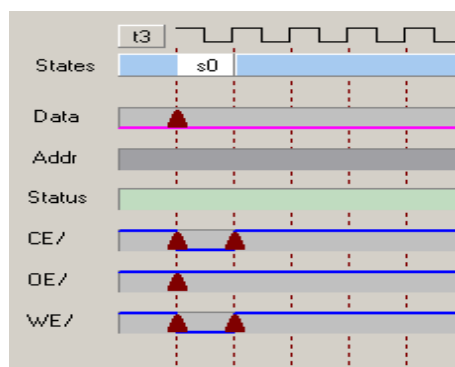 t3
States s0
Data
Addr
Status
CE/
OE/
WE/